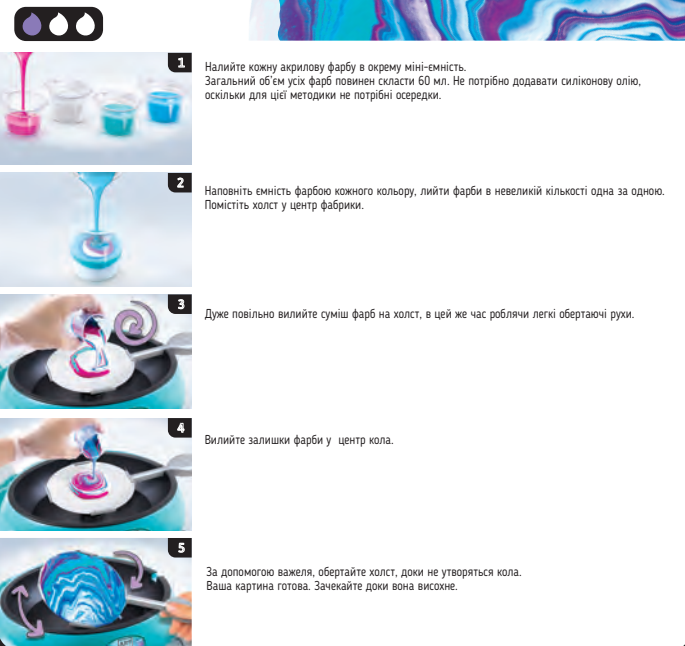 1
Налийте кожну акрилову фарбу в окрему міні-ємність.
Загальний об'єм усіх фарб повинен скласти 60 мл. Не потрібно додавати силіконову олію,
оскільки для цієї методики не потрібні осередки.
2
Наповніть ємність фарбою кожного кольору, лийти фарби в невеликій кількості одна за одною.
Помістіть холст у центр фабрики.
3
Дуже повільно вилийте суміш фарб на холст, в цей же час роблячи легкі обертаючі рухи.
4
Вилийте залишки фарби у центр кола.
5
За допомогою важеля, обертайте холст, доки не утворяться кола.
Ваша картина готова. Зачекайте доки вона висохне.